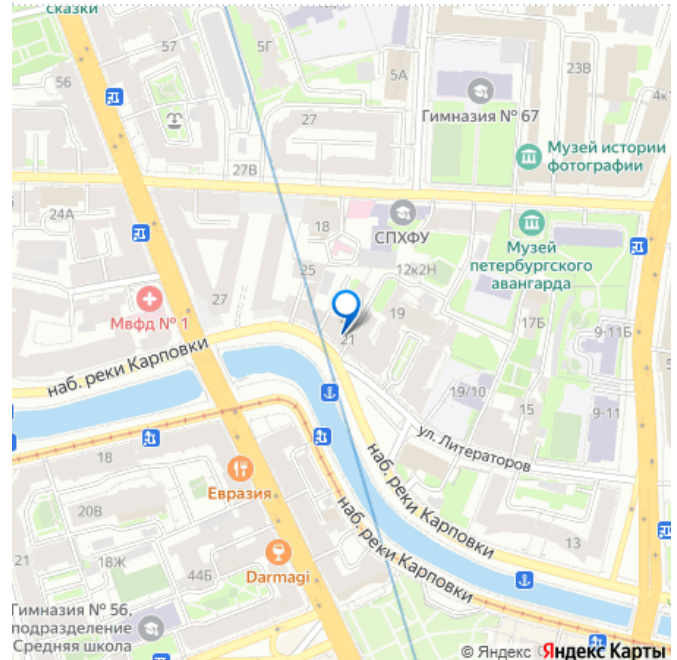 сказки
57
5Г
56
5А
23В
4к
Гимназия № 67
27
Музей истории
фотографии
27В
24А
18
СПХФУ
Музей
петербургского
авангарда
25
12к2Н
Мвфд № 1
27
21
19
17Б
9-11Б
наб. реки Карповки
19/10
15
9-11
ул. Литераторов
18
Евразия
наб. реки Карповки
20В
наб. реки Карповки
21
18Ж
44Б
Darmagi
13
Гимназия № 56,
подразделение
Средняя школа
© Яндекс
Яндекс Карты